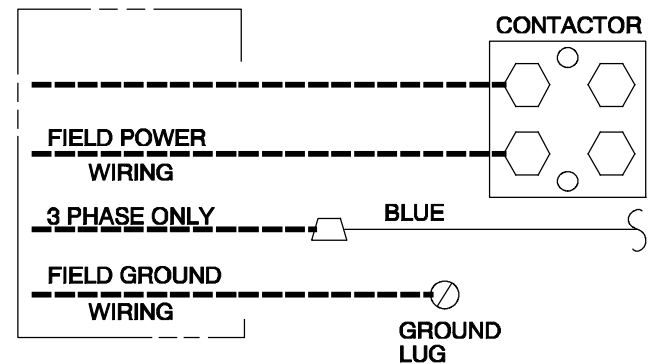 CONTACTOR
FIELD POWER
WIRING
3 PHASE ONLY
BLUE
FIELD GROUND
WIRING
GROUND
LUG